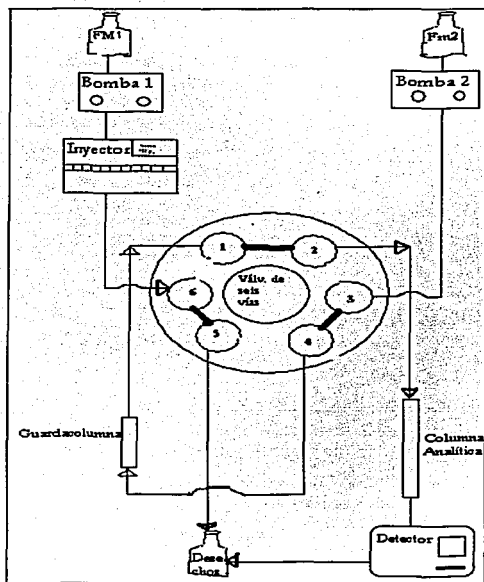 FM1
Fm2
Bomba 1
Bomba 2
Inyector
1
2
Válv. de
seis
vías
6
3
5
4
Guardacolumna
Columna
Analítica
Detector
Dese
chos